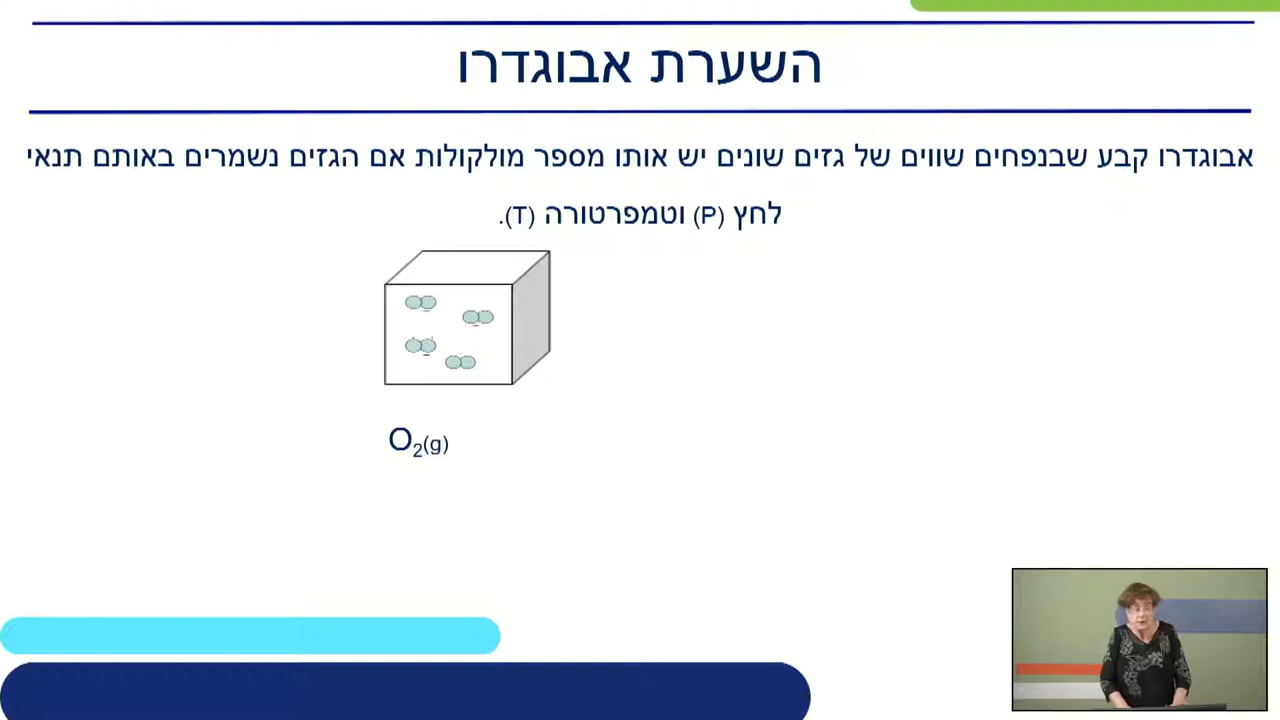 השערת אבוגדרו
אבוגדרו קבע שבנפחים שווים של גזים שונים יש אותו מספר מולקולות אם הגזים נשמרים באותם תנאי
לחץ (P) וטמפרטורה (T).
O₂(g)